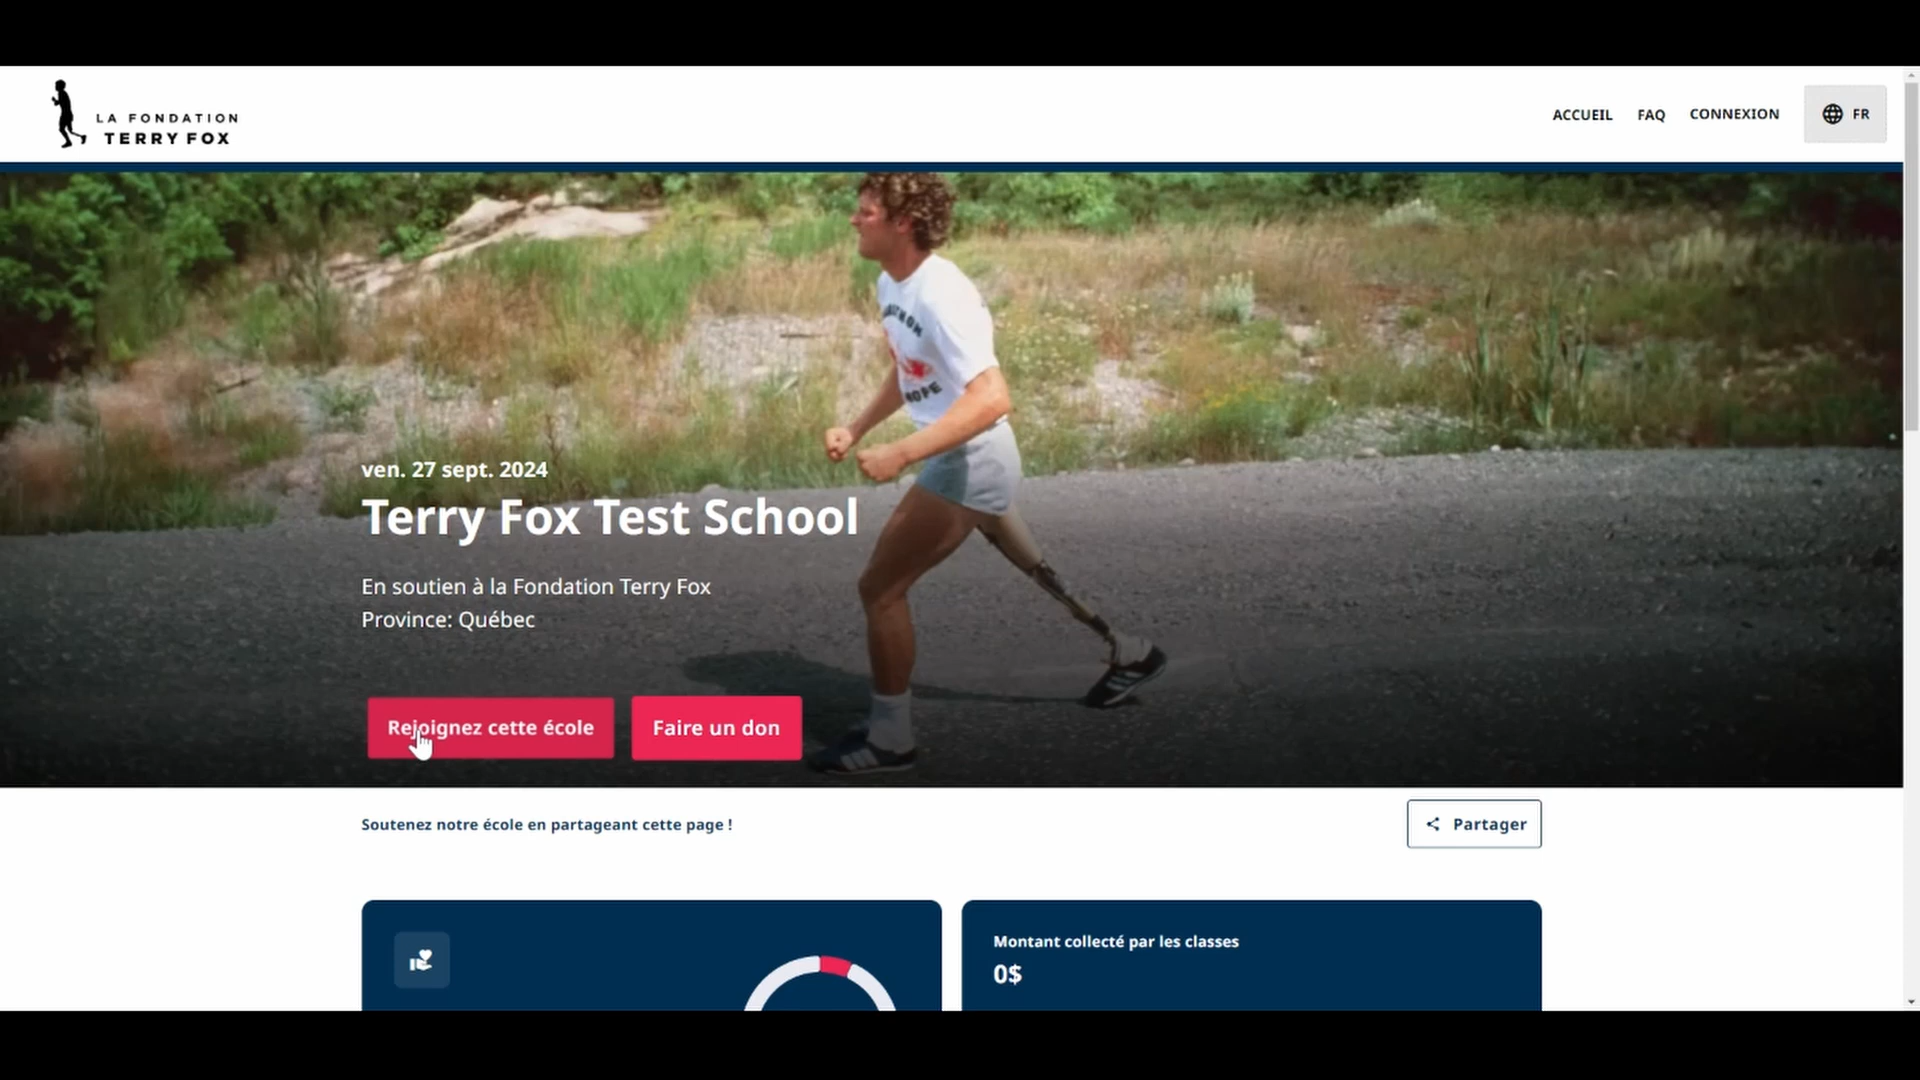 LA FONDATION
TERRY FOX
ACCUEIL FAQ CONNEXION FR
HOPE
ven. 27 sept. 2024
Terry Fox Test School
En soutien à la Fondation Terry Fox
Province: Québec
Rejoignez cette école Faire un don
Soutenez notre école en partageant cette page !
Partager
Montant collecté par les classes
0$